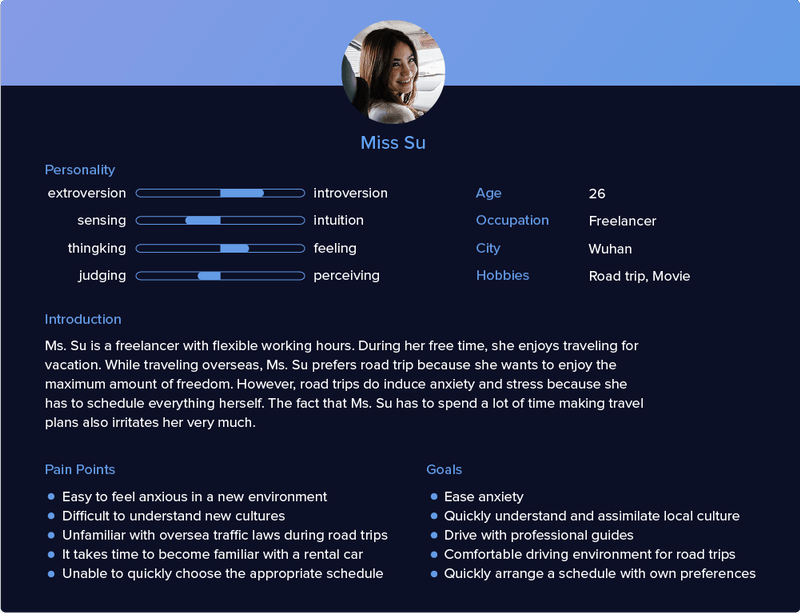 Miss Su
Personality
extroversion introversion
sensing intuition
thingking feeling
judging perceiving
Age 26
Occupation Freelancer
City Wuhan
Hobbies Road trip, Movie
Introduction
Ms. Su is a freelancer with flexible working hours. During her free time, she enjoys traveling for
vacation. While traveling overseas, Ms. Su prefers road trip because she wants to enjoy the
maximum amount of freedom. However, road trips do induce anxiety and stress because she
has to schedule everything herself. The fact that Ms. Su has to spend a lot of time making travel
plans also irritates her very much.
Pain Points
Easy to feel anxious in a new environment
Difficult to understand new cultures
Unfamiliar with oversea traffic laws during road trips
It takes time to become familiar with a rental car
Unable to quickly choose the appropriate schedule
Goals
Ease anxiety
Quickly understand and assimilate local culture
Drive with professional guides
Comfortable driving environment for road trips
Quickly arrange a schedule with own preferences